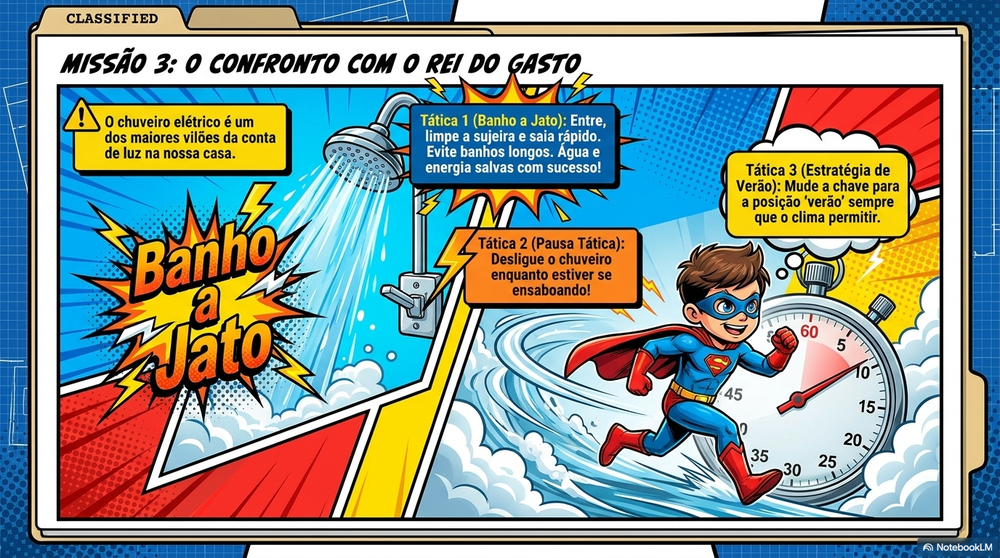 CLASSIFIED
MISSÃO 3: O CONFRONTO COM O REI DO GASTO
O chuveiro elétrico é um
dos maiores vilões da conta
de luz na nossa casa.
Tática 1 (Banho a Jato): Entre,
limpe a sujeira e saia rápido.
Evite banhos longos. Água e
energia salvas com sucesso!
Tática 3 (Estratégia de
Verão): Mude a chave para
a posição ‘verão’ sempre
que o clima permitir.
Banho
a
Jato
Tática 2 (Pausa Tática):
Desligue o chuveiro
enquanto estiver se
ensaboando!
S
60
5
10
15
20
25
30
35
45
NotebookLM